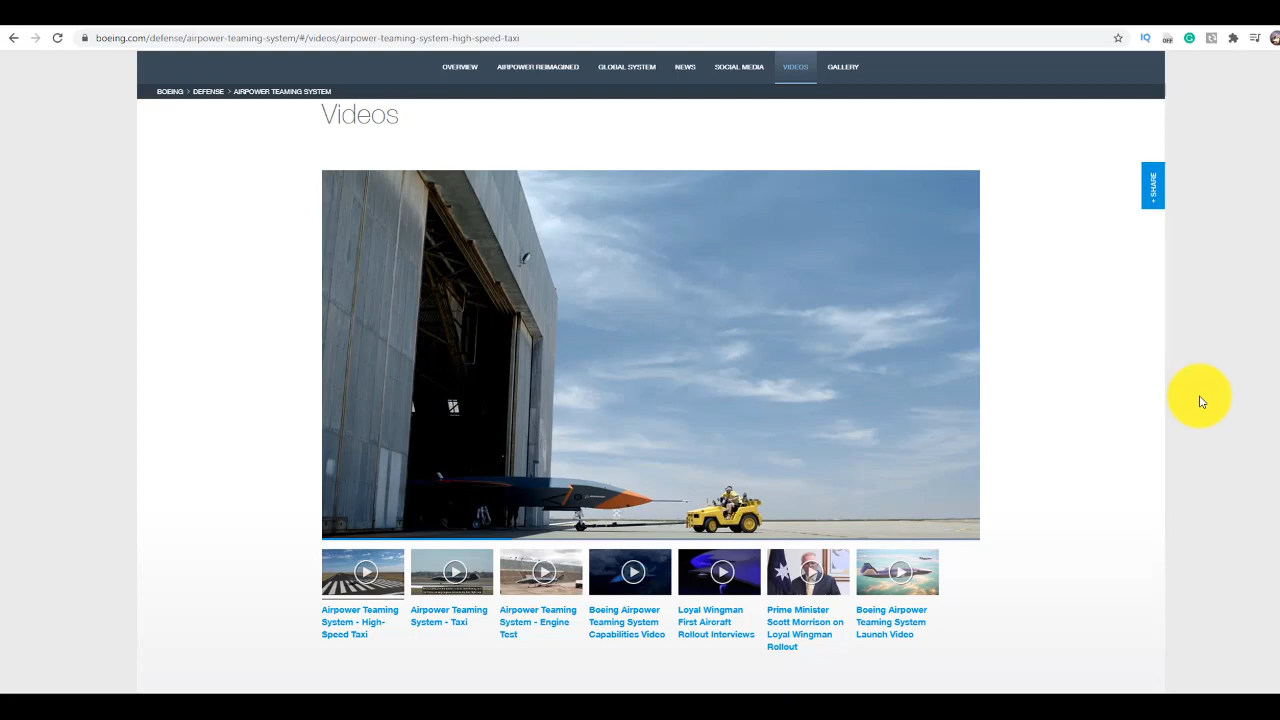 boeing.com/defense/airpower-teaming-system/#/videos/airpower-teaming-system-high-speed-taxi
IQ
OFF
OVERVIEW AIRPOWER REIMAGINED GLOBAL SYSTEM NEWS SOCIAL MEDIA VIDEOS GALLERY
BOEING > DEFENSE > AIRPOWER TEAMING SYSTEM
Videos
+ SHARE
Airpower Teaming
System - High-
Speed Taxi
Airpower Teaming
System - Taxi
Airpower Teaming
System - Engine
Test
Boeing Airpower
Teaming System
Capabilities Video
Loyal Wingman
First Aircraft
Rollout Interviews
Prime Minister
Scott Morrison on
Loyal Wingman
Rollout
Boeing Airpower
Teaming System
Launch Video